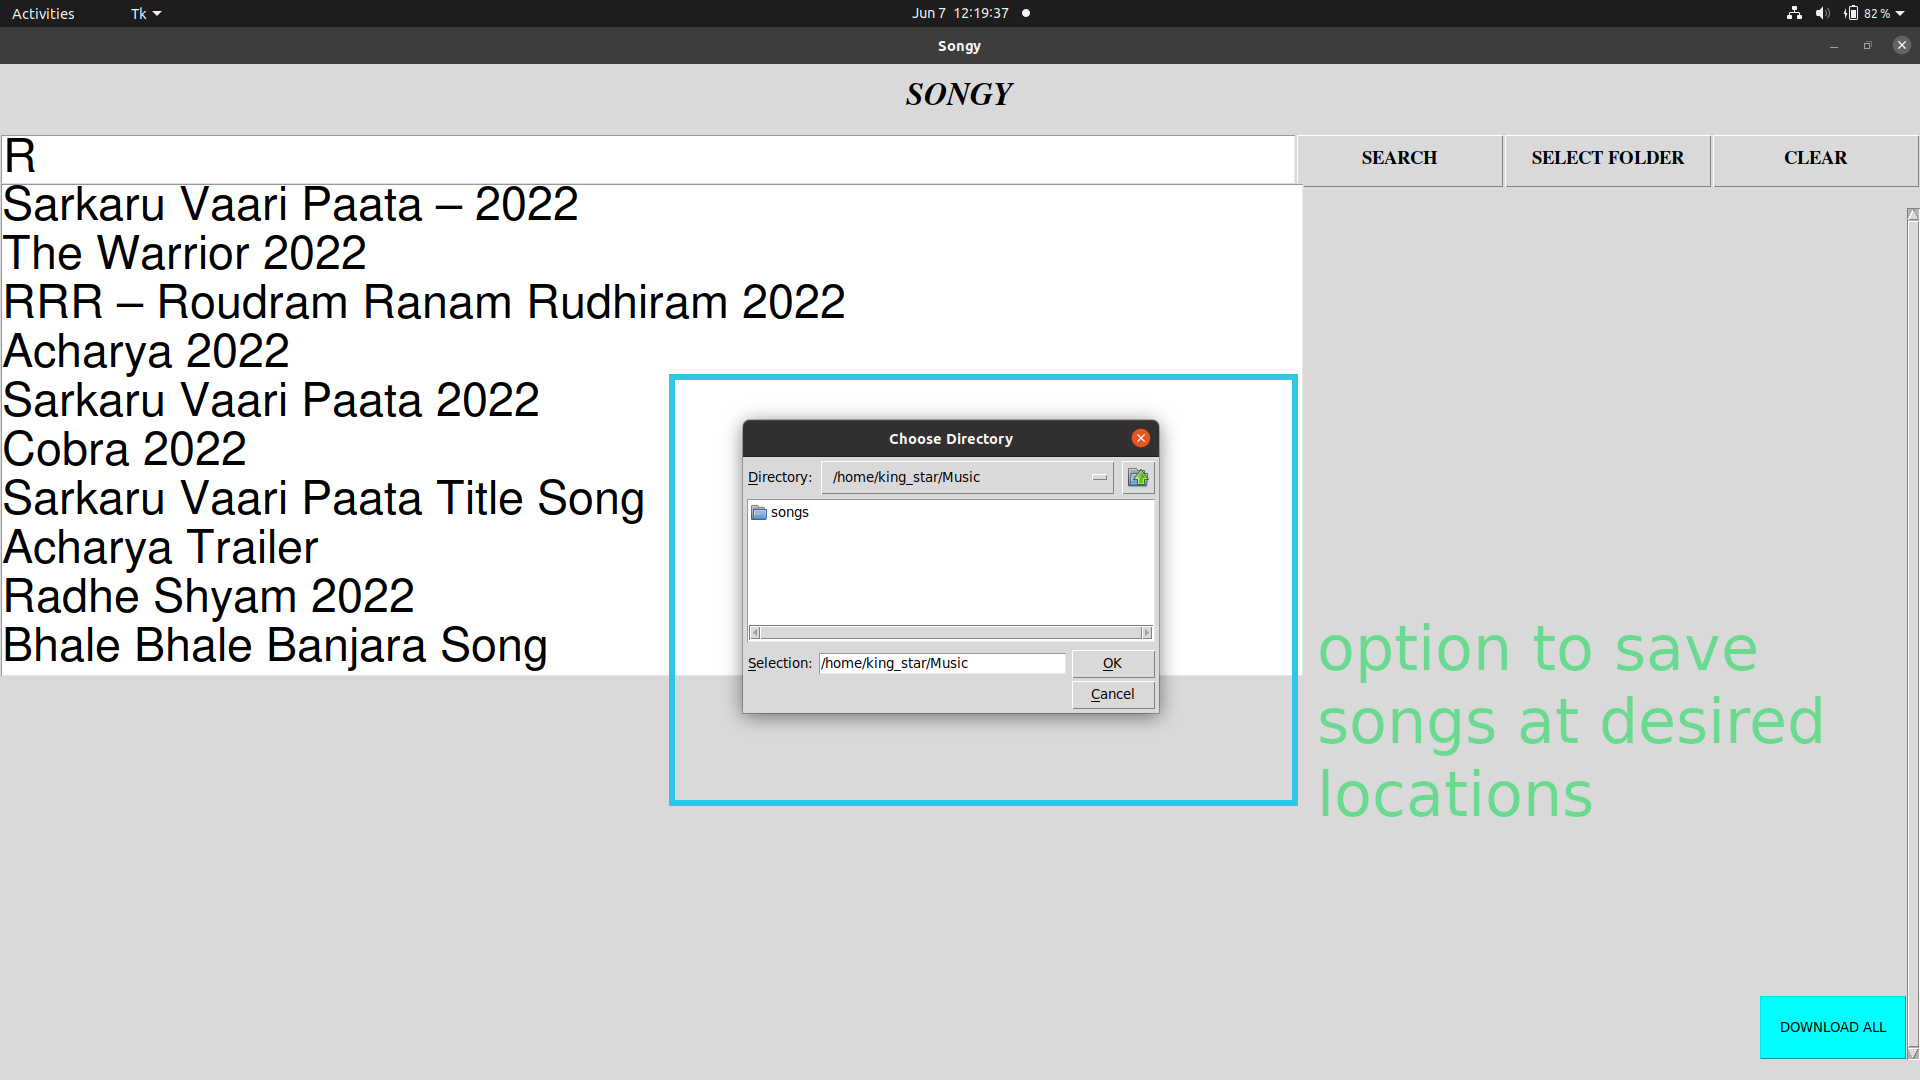 Activities Tk Jun 7 12:19:37 82 %
Songy
SONGY
R SEARCH SELECT FOLDER CLEAR
Sarkaru Vaari Paata – 2022
The Warrior 2022
RRR – Roudram Ranam Rudhiram 2022
Acharya 2022
Sarkaru Vaari Paata 2022
Cobra 2022
Sarkaru Vaari Paata Title Song
Acharya Trailer
Radhe Shyam 2022
Bhale Bhale Banjara Song
Choose Directory
Directory: /home/king_star/Music
songs
Selection: /home/king_star/Music OK
Cancel
option to save
songs at desired
locations
DOWNLOAD ALL